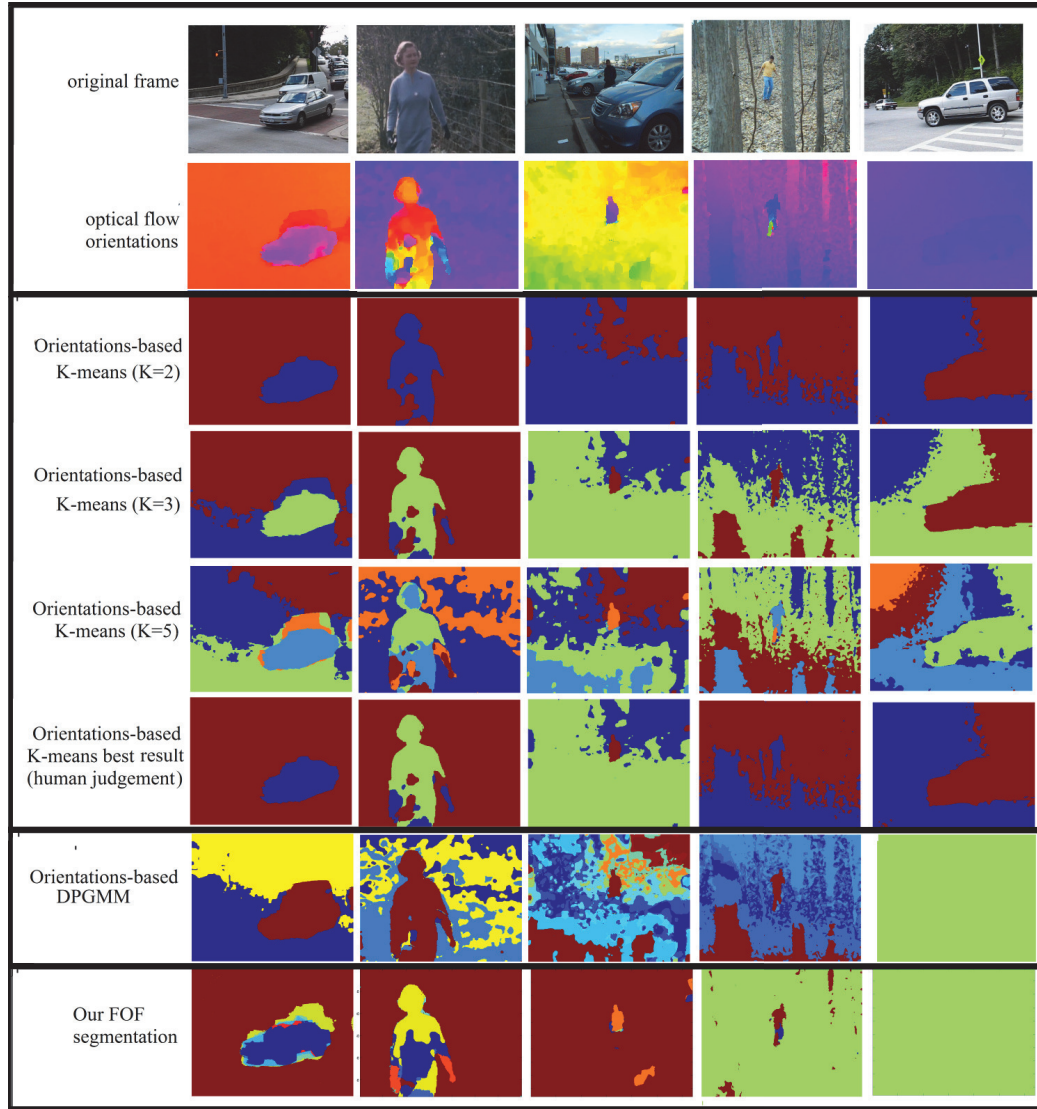 original frame
optical flow
orientations
Orientations-based
K-means (K=2)
Orientations-based
K-means (K=3)
Orientations-based
K-means (K=5)
Orientations-based
K-means best result
(human judgement)
Orientations-based
DPGMM
Our FOF
segmentation